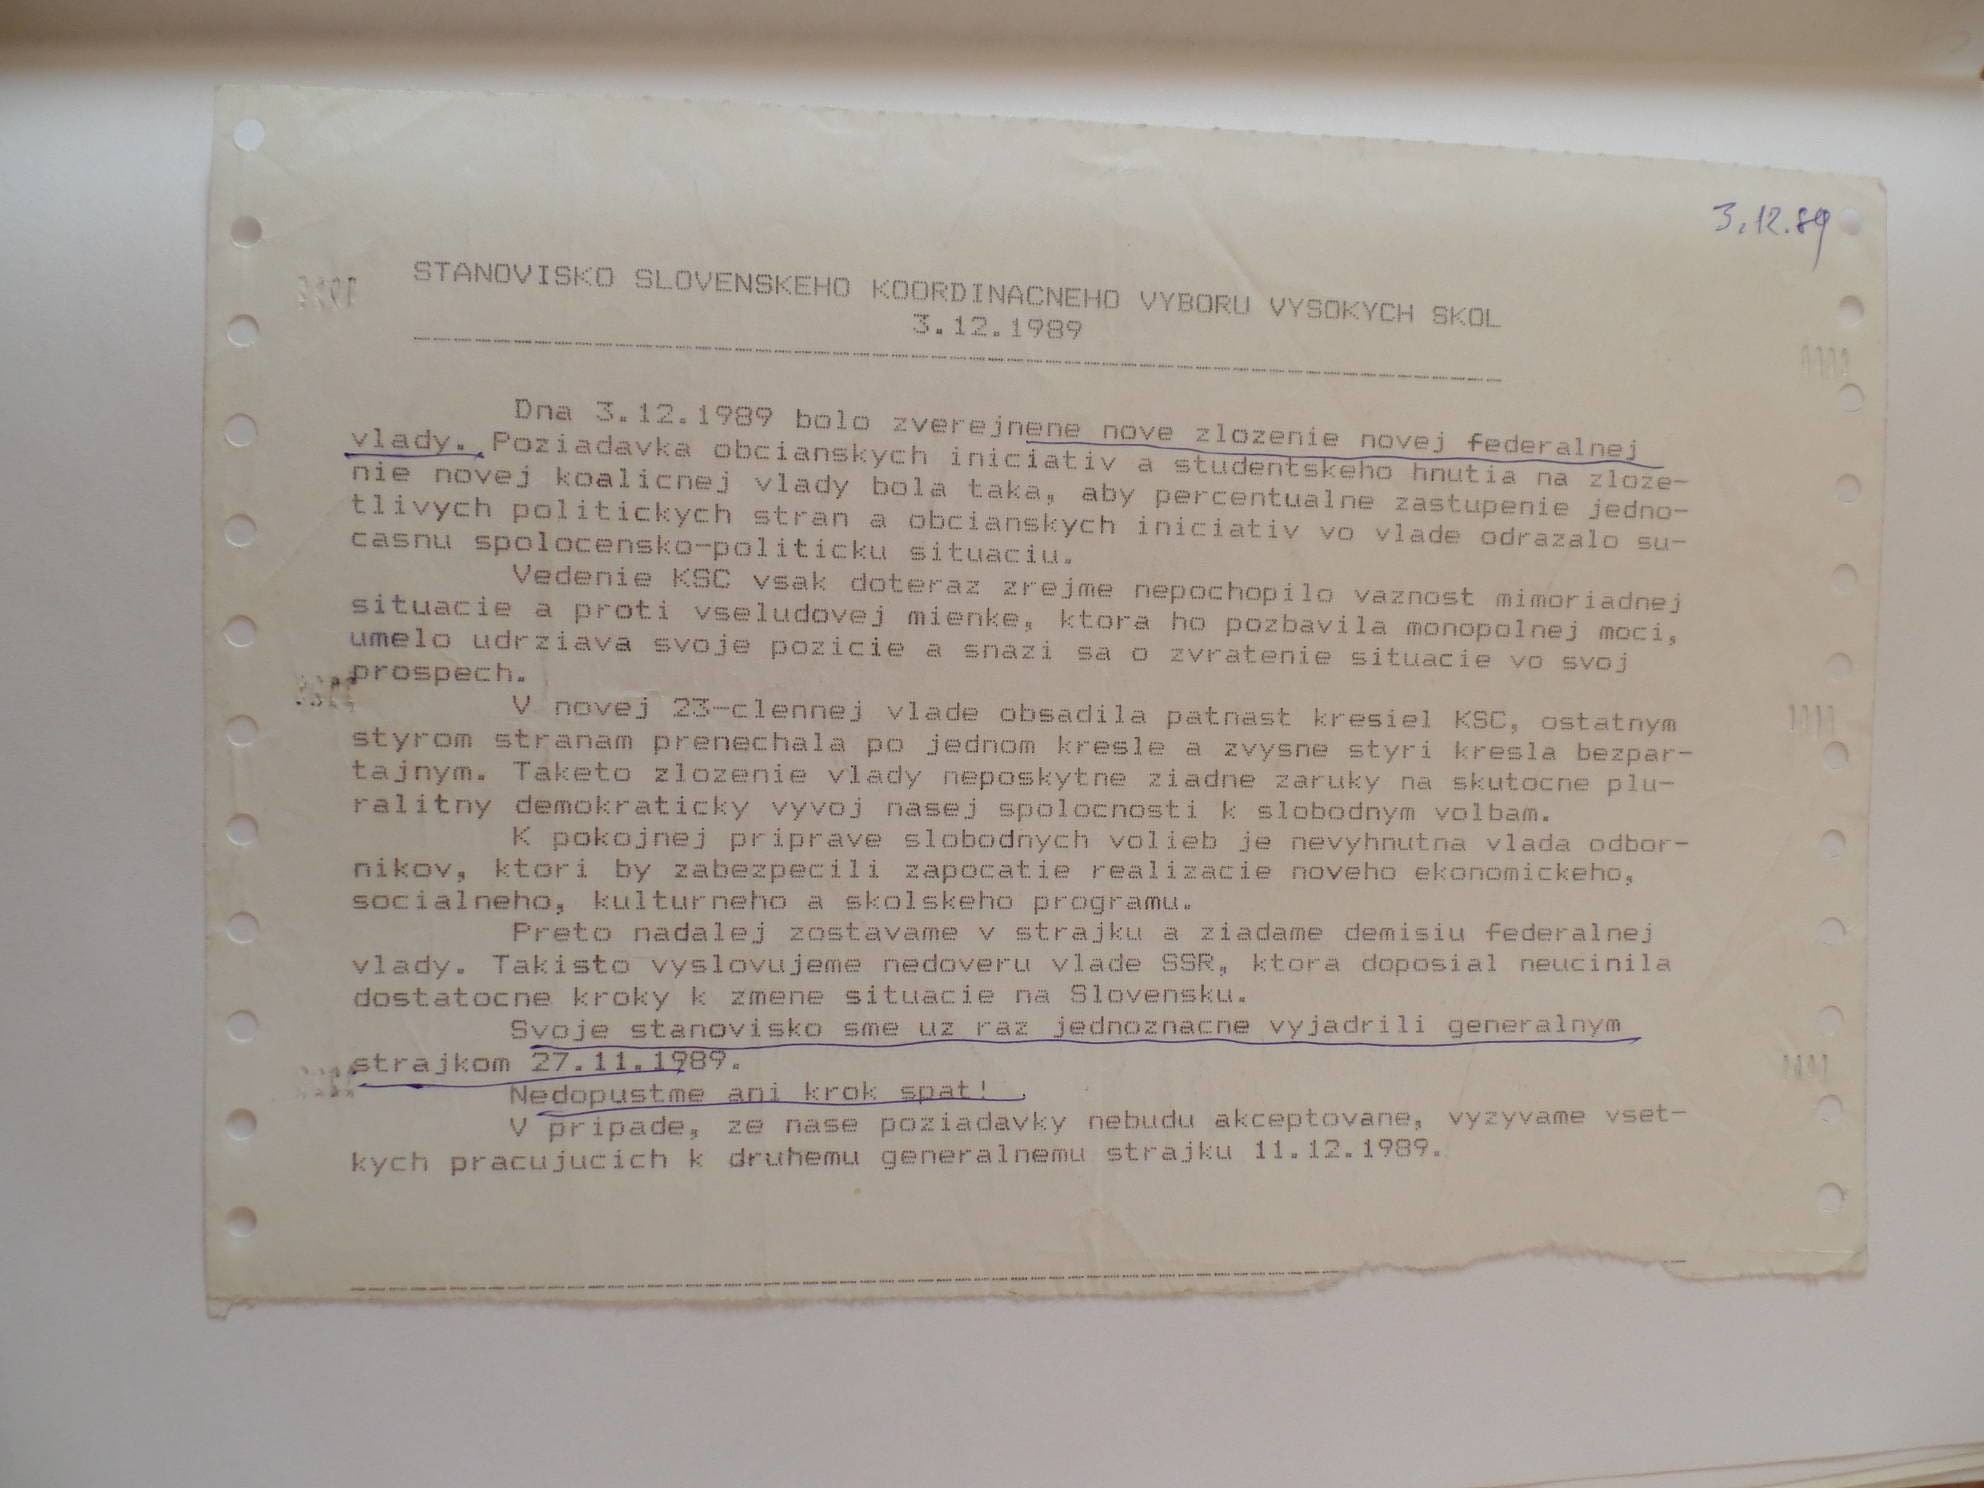 3.12.89
STANOVISKO SLOVENSKEHO KOORDINACNEHO VYBORU VYSOKYCH SKOL
3.12.1989
Dna 3.12.1989 bolo zverejnene nove zlozenie novej federalnej
vlady. Poziadavka obcianskych iniciativ a studentskeho hnutia na zloze-
nie novej koalicnej vlady bola taka, aby percentualne zastupenie jedno-
tlivych politickych stran a obcianskych iniciativ vo vlade odrazalo su-
casnu spolocensko-politicku situaciu.
Vedenie KSC vsak doteraz zrejme nepochopilo vaznost mimoriadnej
situacie a proti vseludovej mienke, ktora ho pozbavila monopolnej moci,
umelo udrziava svoje pozicie a snazi sa o zvratenie situacie vo svoj
prospech.
V novej 23-clennej vlade obsadila patnast kresiel KSC, ostatnym
styrom stranam prenechala po jednom kresle a zvysne styri kresla bezpar-
tajnym. Taketo zlozenie vlady neposkytne ziadne zaruky na skutocne plu-
ralitny demokraticky vyvoj nasej spolocnosti k slobodnym volbam.
K pokojnej priprave slobodnych volieb je nevyhnutna vlada odbor-
nikov, ktori by zabezpecili zapocatie realizacie noveho ekonomickeho,
socialneho, kulturneho a skolskeho programu.
Preto nadalej zostavame v strajku a ziadame demisiu federalnej
vlady. Takisto vyslovujeme nedoveru vlade SSR, ktora doposial neucinila
dostatocne kroky k zmene situacie na Slovensku.
Svoje stanovisko sme uz raz jednoznacne vyjadrili generalnym
strajkom 27.11.1989.
Nedopustme ani krok spat!
V pripade, ze nase poziadavky nebudu akceptovane, vyzyvame vset-
kych pracujucich k druhemu generalnemu strajku 11.12.1989.